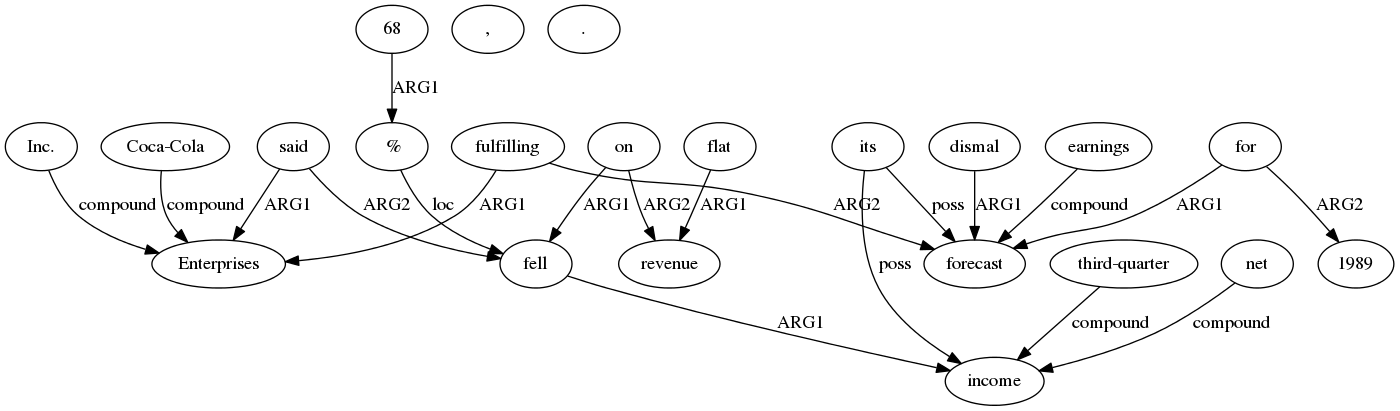 68 , .
ARG1
Inc. Coca-Cola said % fulfilling on flat its dismal earnings for
compound compound ARG1 ARG2 loc ARG1 ARG1 ARG2 ARG1 ARG2 poss ARG1 compound ARG1 ARG2
Enterprises fell revenue poss forecast third-quarter net 1989
ARG1 compound compound
income